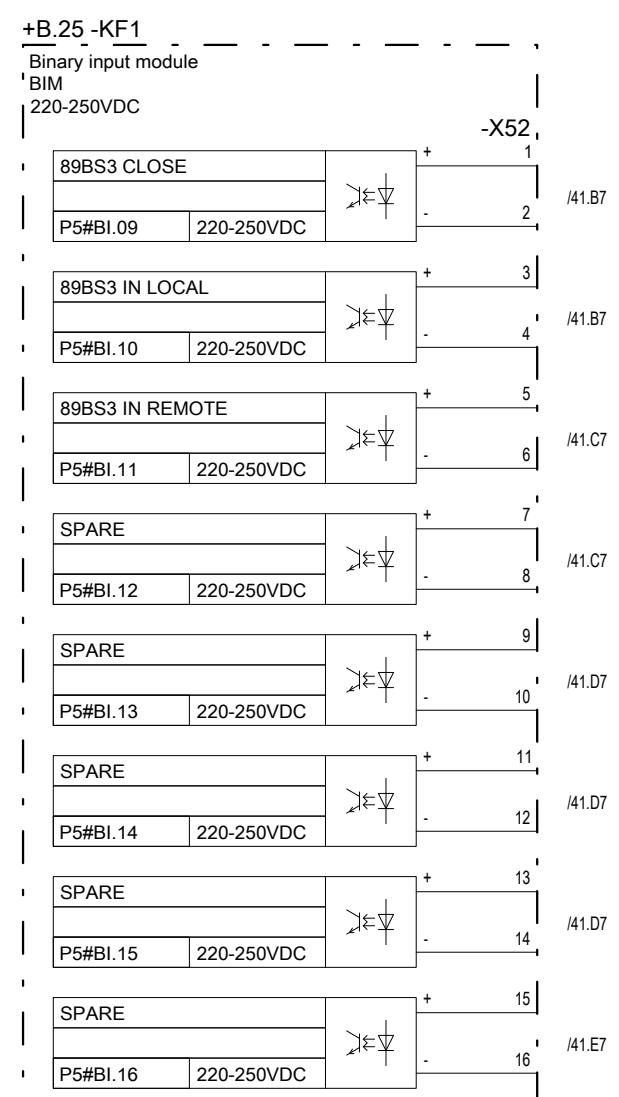 +B.25 -KF1
Binary input module
BIM
220-250VDC
-X52
89BS3 CLOSE
+ 1
/41.B7
- 2
P5#BI.09 220-250VDC
89BS3 IN LOCAL
+ 3
/41.B7
- 4
P5#BI.10 220-250VDC
89BS3 IN REMOTE
+ 5
/41.C7
- 6
P5#BI.11 220-250VDC
SPARE
+ 7
/41.C7
- 8
P5#BI.12 220-250VDC
SPARE
+ 9
/41.D7
- 10
P5#BI.13 220-250VDC
SPARE
+ 11
/41.D7
- 12
P5#BI.14 220-250VDC
SPARE
+ 13
/41.D7
- 14
P5#BI.15 220-250VDC
SPARE
+ 15
/41.E7
- 16
P5#BI.16 220-250VDC